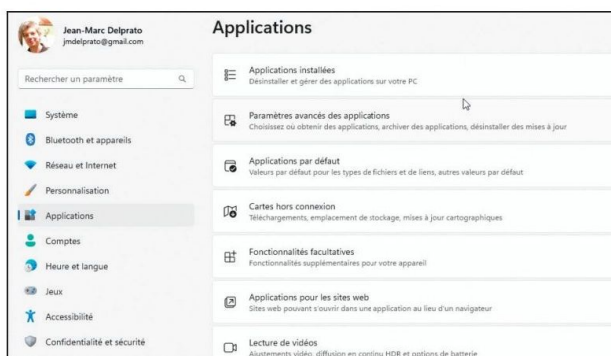 Jean-Marc Delprato
jmdelprato@gmail.com
Rechercher un paramètre
Système
Bluetooth et appareils
Réseau et Internet
Personnalisation
Applications
Comptes
Heure et langue
Jeux
Accessibilité
Confidentialité et sécurité
Applications
Applications installées
Désinstaller et gérer des applications sur votre PC
Paramètres avancés des applications
Choisissez où obtenir des applications, archiver des applications, désinstaller des mises à jour
Applications par défaut
Valeurs par défaut pour les types de fichiers et de liens, autres valeurs par défaut
Cartes hors connexion
Téléchargements, emplacement de stockage, mises à jour cartographiques
Fonctionnalités facultatives
Fonctionnalités supplémentaires pour votre appareil
Applications pour les sites web
Sites web pouvant s'ouvrir dans une application au lieu d'un navigateur
Lecture de vidéos
Ajustements vidéo, diffusion en continu HDR et options de batterie